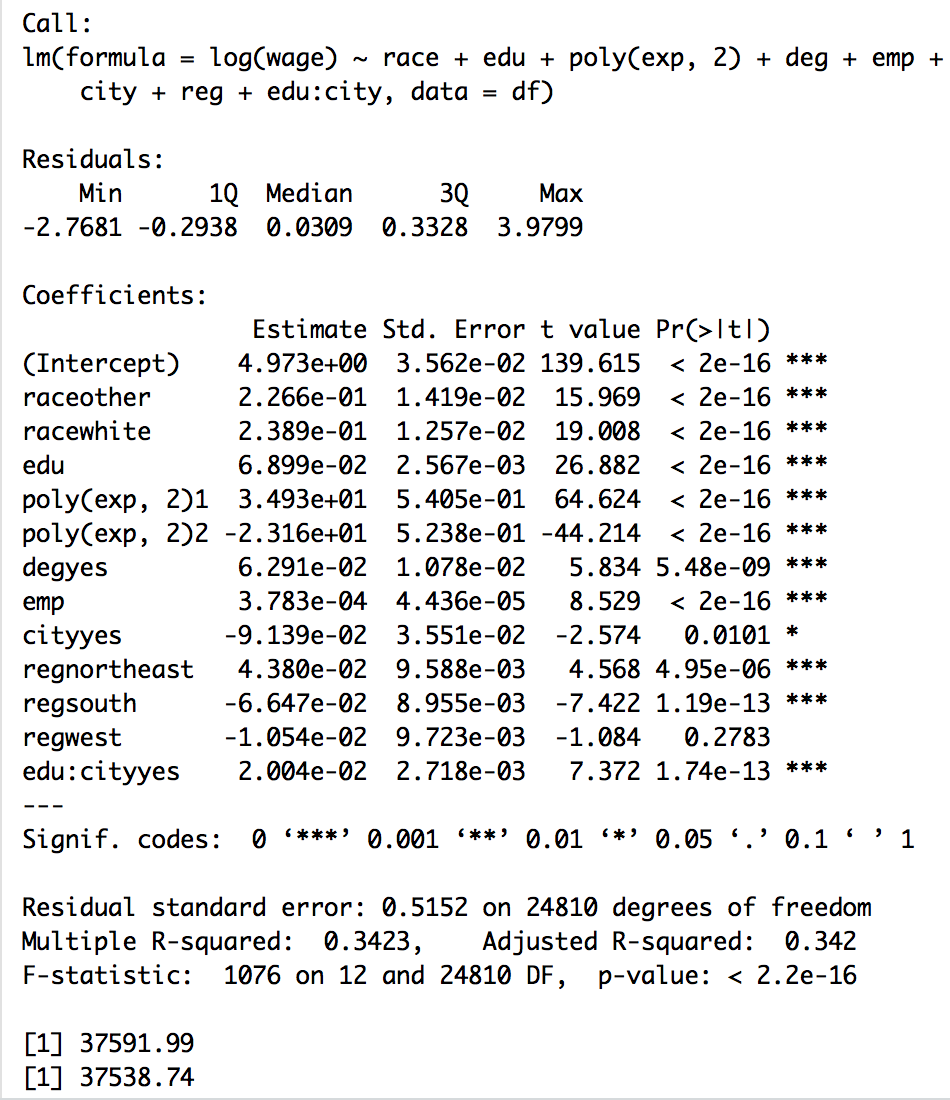 Call:
lm(formula = log(wage) ~ race + edu + poly(exp, 2) + deg + emp +
    city + reg + edu:city, data = df)

Residuals:
    Min      1Q  Median      3Q     Max
-2.7681 -0.2938  0.0309  0.3328  3.9799

Coefficients:
                Estimate Std. Error t value Pr(>|t|)
(Intercept)    4.973e+00  3.562e-02 139.615  < 2e-16 ***
raceother      2.266e-01  1.419e-02  15.969  < 2e-16 ***
racewhite      2.389e-01  1.257e-02  19.008  < 2e-16 ***
edu            6.899e-02  2.567e-03  26.882  < 2e-16 ***
poly(exp, 2)1  3.493e+01  5.405e-01  64.624  < 2e-16 ***
poly(exp, 2)2 -2.316e+01  5.238e-01 -44.214  < 2e-16 ***
degyes         6.291e-02  1.078e-02   5.834 5.48e-09 ***
emp            3.783e-04  4.436e-05   8.529  < 2e-16 ***
cityyes       -9.139e-02  3.551e-02  -2.574   0.0101 *
regnortheast   4.380e-02  9.588e-03   4.568 4.95e-06 ***
regsouth      -6.647e-02  8.955e-03  -7.422 1.19e-13 ***
regwest       -1.054e-02  9.723e-03  -1.084   0.2783
edu:cityyes    2.004e-02  2.718e-03   7.372 1.74e-13 ***
---
Signif. codes:  0 ‘***’ 0.001 ‘**’ 0.01 ‘*’ 0.05 ‘.’ 0.1 ‘ ’ 1

Residual standard error: 0.5152 on 24810 degrees of freedom
Multiple R-squared:  0.3423,    Adjusted R-squared:  0.342
F-statistic:  1076 on 12 and 24810 DF,  p-value: < 2.2e-16

[1] 37591.99
[1] 37538.74